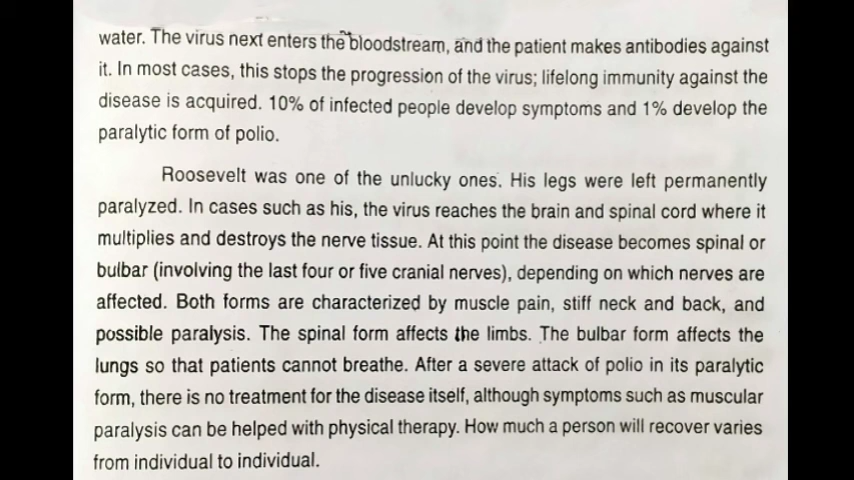 water. The virus next enters the bloodstream, and the patient makes antibodies against
it. In most cases, this stops the progression of the virus; lifelong immunity against the
disease is acquired. 10% of infected people develop symptoms and 1% develop the
paralytic form of polio.
Roosevelt was one of the unlucky ones. His legs were left permanently
paralyzed. In cases such as his, the virus reaches the brain and spinal cord where it
multiplies and destroys the nerve tissue. At this point the disease becomes spinal or
bulbar (involving the last four or five cranial nerves), depending on which nerves are
affected. Both forms are characterized by muscle pain, stiff neck and back, and
possible paralysis. The spinal form affects the limbs. The bulbar form affects the
lungs so that patients cannot breathe. After a severe attack of polio in its paralytic
form, there is no treatment for the disease itself, although symptoms such as muscular
paralysis can be helped with physical therapy. How much a person will recover varies
from individual to individual.